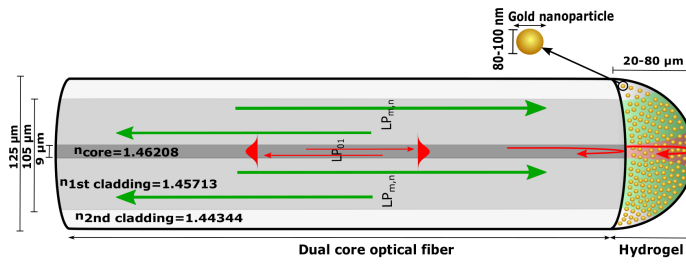 Gold nanoparticle
80-100 nm
20-80 µm
125 µm
105 µm
9 µm
LPm,n
ncore=1.46208
LP01
n1st cladding=1.45713
LPm,n
n2nd cladding=1.44344
Dual core optical fiber
Hydrogel